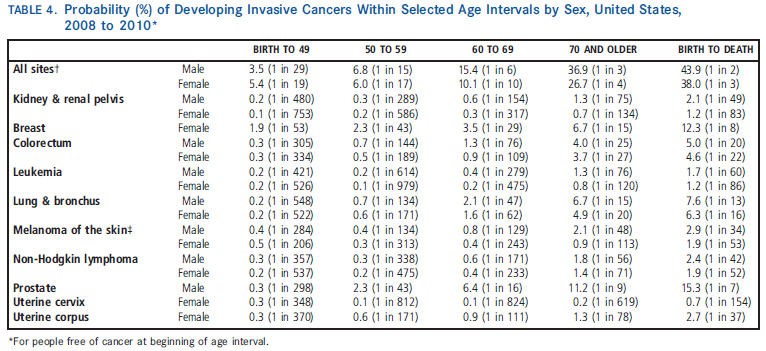 TABLE 4. Probability (%) of Developing Invasive Cancers Within Selected Age Intervals by Sex, United States,
2008 to 2010*
BIRTH TO 49 50 TO 59 60 TO 69 70 AND OLDER BIRTH TO DEATH
All sites† Male 3.5 (1 in 29) 6.8 (1 in 15) 15.4 (1 in 6) 36.9 (1 in 3) 43.9 (1 in 2)
Female 5.4 (1 in 19) 6.0 (1 in 17) 10.1 (1 in 10) 26.7 (1 in 4) 38.0 (1 in 3)
Kidney & renal pelvis Male 0.2 (1 in 480) 0.3 (1 in 289) 0.6 (1 in 154) 1.3 (1 in 75) 2.1 (1 in 49)
Female 0.1 (1 in 753) 0.2 (1 in 586) 0.3 (1 in 317) 0.7 (1 in 134) 1.2 (1 in 83)
Breast Female 1.9 (1 in 53) 2.3 (1 in 43) 3.5 (1 in 29) 6.7 (1 in 15) 12.3 (1 in 8)
Colorectum Male 0.3 (1 in 305) 0.7 (1 in 144) 1.3 (1 in 76) 4.0 (1 in 25) 5.0 (1 in 20)
Female 0.3 (1 in 334) 0.5 (1 in 189) 0.9 (1 in 109) 3.7 (1 in 27) 4.6 (1 in 22)
Leukemia Male 0.2 (1 in 421) 0.2 (1 in 614) 0.4 (1 in 279) 1.3 (1 in 76) 1.7 (1 in 60)
Female 0.2 (1 in 526) 0.1 (1 in 979) 0.2 (1 in 475) 0.8 (1 in 120) 1.2 (1 in 86)
Lung & bronchus Male 0.2 (1 in 548) 0.7 (1 in 134) 2.1 (1 in 47) 6.7 (1 in 15) 7.6 (1 in 13)
Female 0.2 (1 in 522) 0.6 (1 in 171) 1.6 (1 in 62) 4.9 (1 in 20) 6.3 (1 in 16)
Melanoma of the skin‡ Male 0.4 (1 in 284) 0.4 (1 in 134) 0.8 (1 in 129) 2.1 (1 in 48) 2.9 (1 in 34)
Female 0.5 (1 in 206) 0.3 (1 in 313) 0.4 (1 in 243) 0.9 (1 in 113) 1.9 (1 in 53)
Non-Hodgkin lymphoma Male 0.3 (1 in 357) 0.3 (1 in 338) 0.6 (1 in 171) 1.8 (1 in 56) 2.4 (1 in 42)
Female 0.2 (1 in 537) 0.2 (1 in 475) 0.4 (1 in 233) 1.4 (1 in 71) 1.9 (1 in 52)
Prostate Male 0.3 (1 in 298) 2.3 (1 in 43) 6.4 (1 in 16) 11.2 (1 in 9) 15.3 (1 in 7)
Uterine cervix Female 0.3 (1 in 348) 0.1 (1 in 812) 0.1 (1 in 824) 0.2 (1 in 619) 0.7 (1 in 154)
Uterine corpus Female 0.3 (1 in 370) 0.6 (1 in 171) 0.9 (1 in 111) 1.3 (1 in 78) 2.7 (1 in 37)
*For people free of cancer at beginning of age interval.